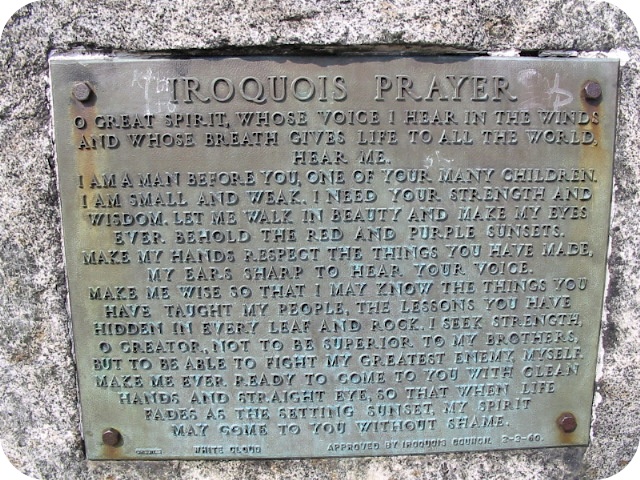 IROQUOIS PRAYER
O GREAT SPIRIT, WHOSE VOICE I HEAR IN THE WINDS
AND WHOSE BREATH GIVES LIFE TO ALL THE WORLD,
HEAR ME.
I AM A MAN BEFORE YOU, ONE OF YOUR MANY CHILDREN.
I AM SMALL AND WEAK. I NEED YOUR STRENGTH AND
WISDOM. LET ME WALK IN BEAUTY AND MAKE MY EYES
EVER BEHOLD THE RED AND PURPLE SUNSETS.
MAKE MY HANDS RESPECT THE THINGS YOU HAVE MADE,
MY EARS SHARP TO HEAR YOUR VOICE.
MAKE ME WISE SO THAT I MAY KNOW THE THINGS YOU
HAVE TAUGHT MY PEOPLE, THE LESSONS YOU HAVE
HIDDEN IN EVERY LEAF AND ROCK. I SEEK STRENGTH,
O CREATOR, NOT TO BE SUPERIOR TO MY BROTHERS,
BUT TO BE ABLE TO FIGHT MY GREATEST ENEMY, MYSELF.
MAKE ME EVER READY TO COME TO YOU WITH CLEAN
HANDS AND STRAIGHT EYE, SO THAT WHEN LIFE
FADES AS THE SETTING SUNSET, MY SPIRIT
MAY COME TO YOU WITHOUT SHAME.
WHITE CLOUD APPROVED BY IROQUOIS COUNCIL